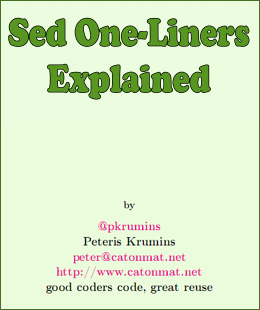 Sed One-Liners
Explained
by
@pkrumins
Peteris Krumins
peter@catonmat.net
http://www.catonmat.net
good coders code, great reuse